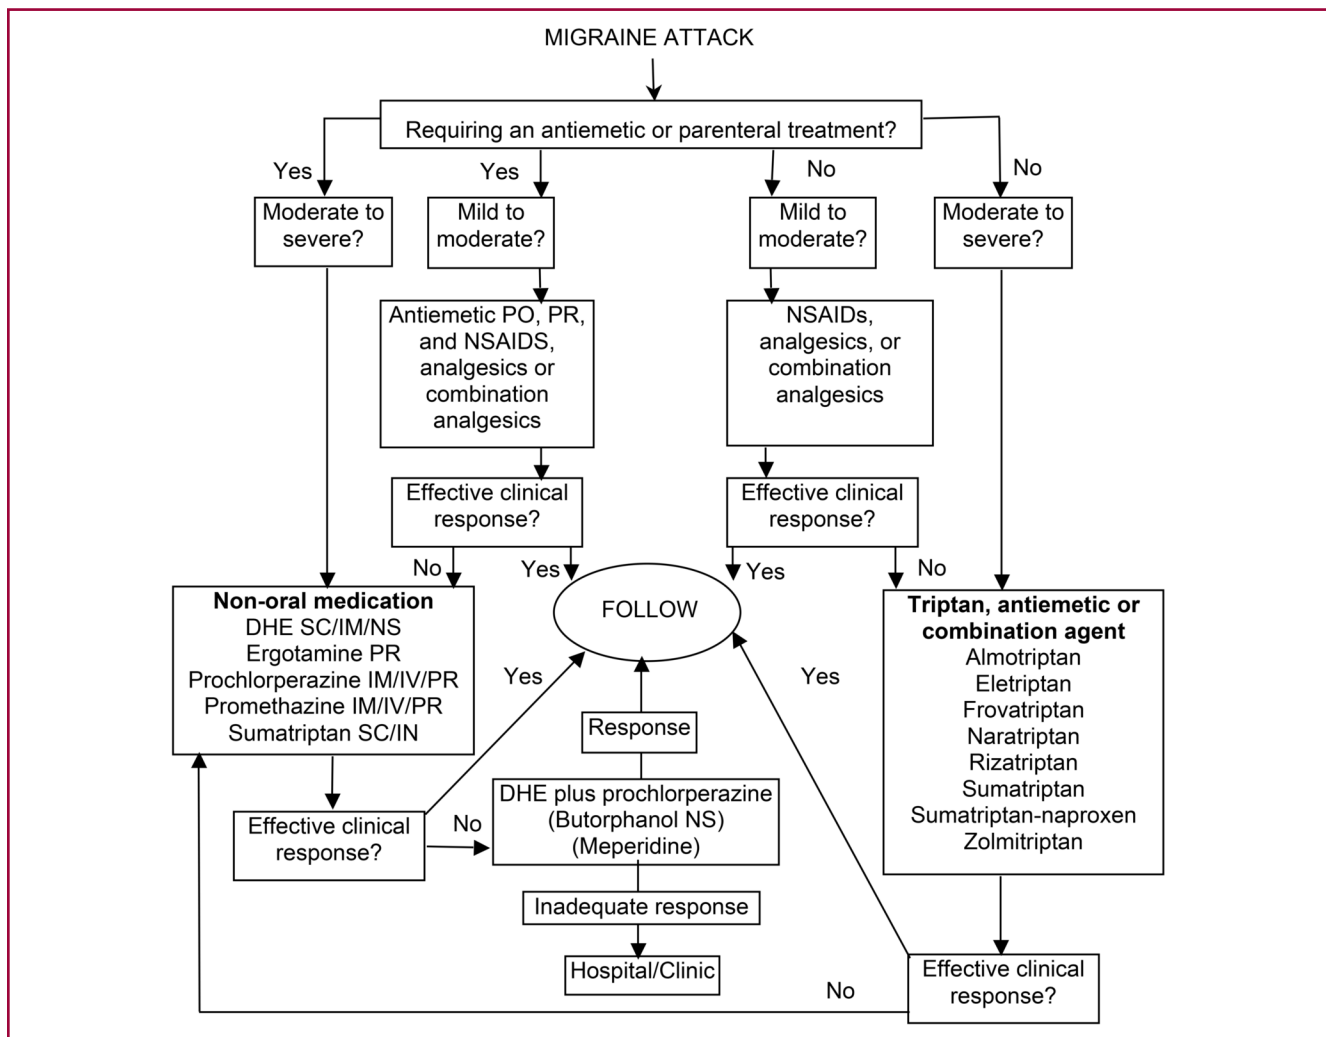 MIGRAINE ATTACK
Requiring an antiemetic or parenteral treatment?
Yes
Yes
No
No
Moderate to
severe?
Mild to
moderate?
Mild to
moderate?
Moderate to
severe?
Antiemetic PO, PR,
and NSAIDS,
analgesics or
combination
analgesics
NSAIDs,
analgesics, or
combination
analgesics
Effective clinical
response?
Effective clinical
response?
No
Yes
Yes
No
Non-oral medication
DHE SC/IM/NS
Ergotamine PR
Prochlorperazine IM/IV/PR
Promethazine IM/IV/PR
Sumatriptan SC/IN
FOLLOW
Triptan, antiemetic or
combination agent
Almotriptan
Eletriptan
Frovatriptan
Naratriptan
Rizatriptan
Sumatriptan
Sumatriptan-naproxen
Zolmitriptan
Yes
Yes
Response
DHE plus prochlorperazine
(Butorphanol NS)
(Meperidine)
Effective clinical
response?
No
Inadequate response
Hospital/Clinic
Effective clinical
response?
No